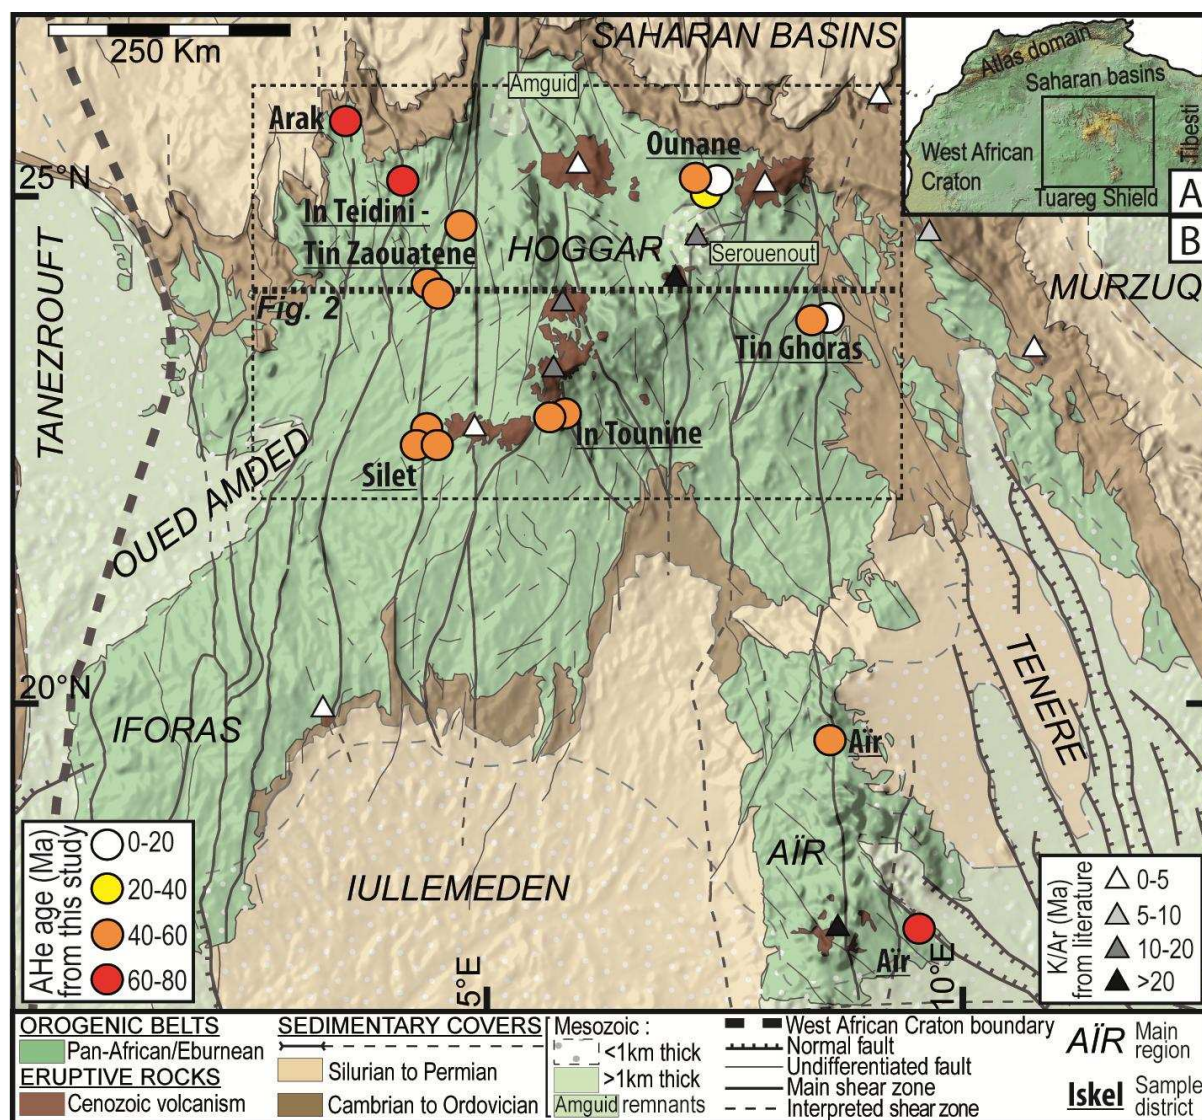 250 Km
SAHARAN BASINS
Atlas domain
Saharan basins
West African
Craton
Tibesti
Tuareg Shield
A
B
Amguid
Arak
Ounane
25°N
In Teidini -
Tin Zaouatene
HOGGAR
Serouenout
MURZUQ
Fig. 2
TANEZROUFT
Tin Ghoras
In Tounine
Silet
OUED AMDED
20°N
IFORAS
TENERE
Aïr
AÏR
IULLEMEDEN
Aïr
5°E
10°E
AHe age (Ma)
from this study
0-20
20-40
40-60
60-80
K/Ar (Ma)
from literature
0-5
5-10
10-20
>20
OROGENIC BELTS
Pan-African/Eburnean
ERUPTIVE ROCKS
Cenozoic volcanism
SEDIMENTARY COVERS
Silurian to Permian
Cambrian to Ordovician
Mesozoic :
<1km thick
>1km thick
Amguid remnants
West African Craton boundary
Normal fault
Undifferentiated fault
Main shear zone
Interpreted shear zone
AÏR Main
region
Iskel Sample
district